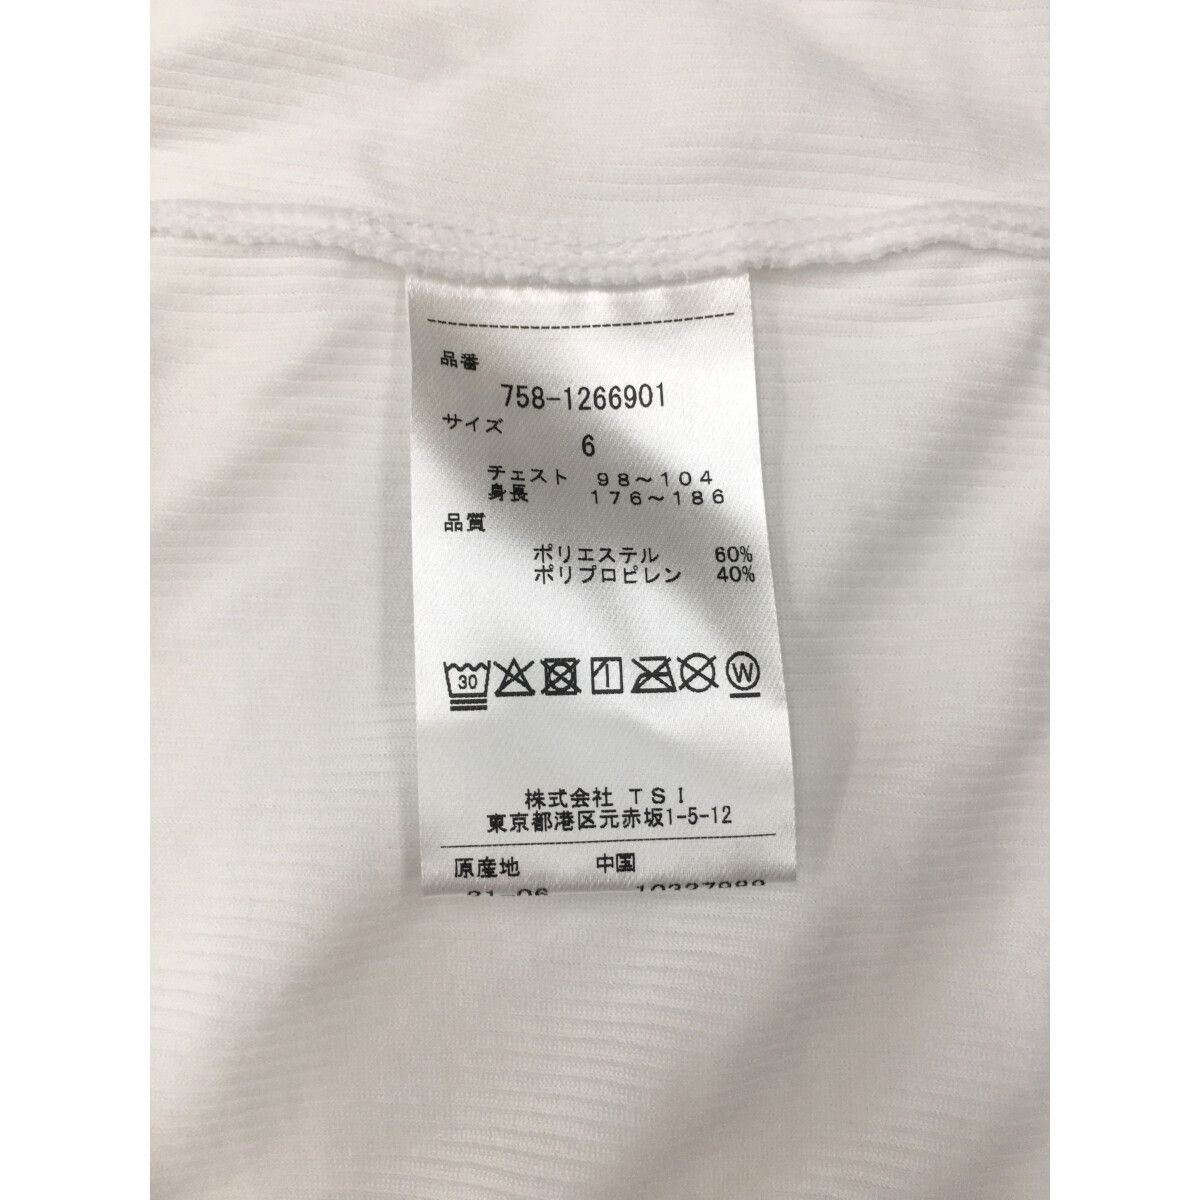 品番
758-1266901
サイズ
6
チェスト 98〜104
身長 176〜186
品質
ポリエステル 60%
ポリプロピレン 40%
30
W
株式会社 TSI
東京都港区元赤坂1-5-12
原産地 中国